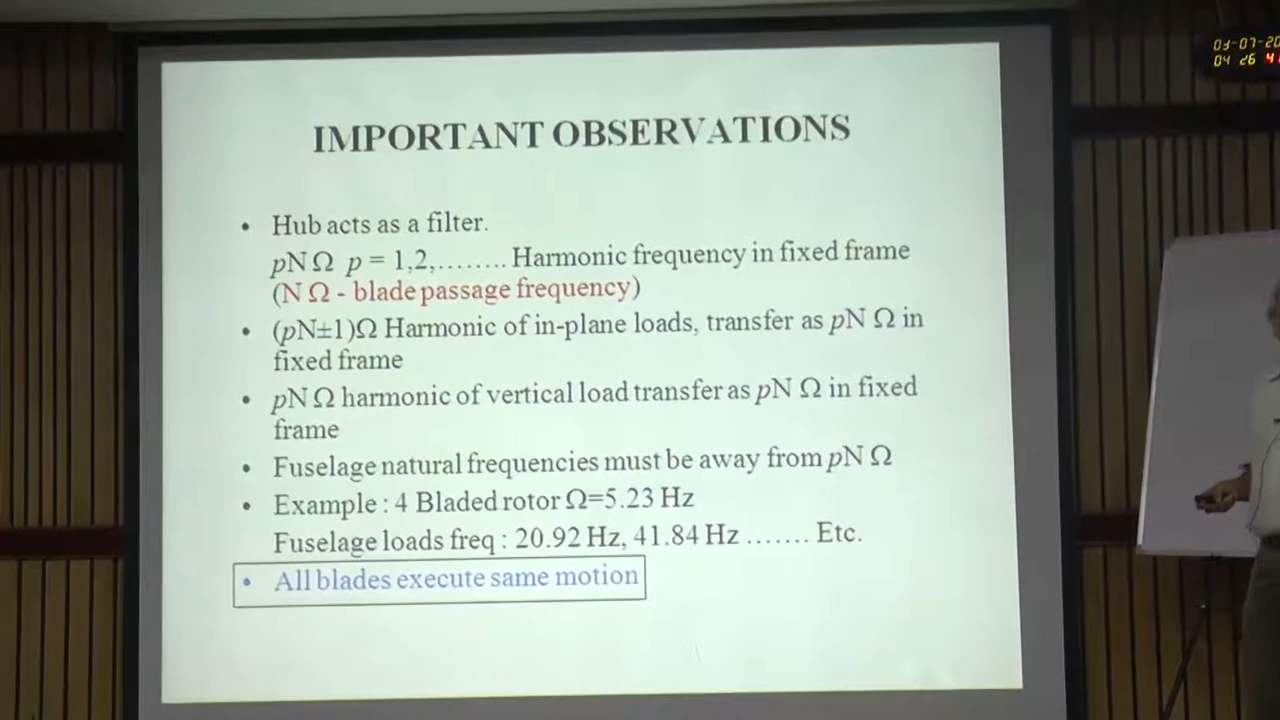 IMPORTANT OBSERVATIONS
• Hub acts as a filter.
pN Ω p = 1,2,........ Harmonic frequency in fixed frame
(N Ω - blade passage frequency)
• (pN±1)Ω Harmonic of in-plane loads, transfer as pN Ω in
fixed frame
• pN Ω harmonic of vertical load transfer as pN Ω in fixed
frame
• Fuselage natural frequencies must be away from pN Ω
• Example : 4 Bladed rotor Ω=5.23 Hz
Fuselage loads freq : 20.92 Hz, 41.84 Hz ....... Etc.
• All blades execute same motion
04 26